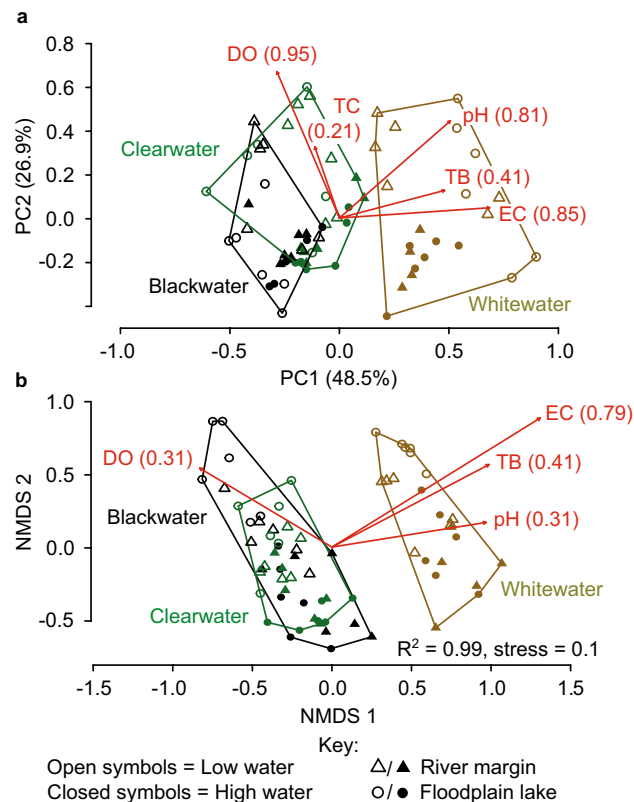 a
0.8
0.6
0.4
0.2
0.0
-0.2
PC2 (26.9%)
DO (0.95)
TC
(0.21)
pH (0.81)
TB (0.41)
EC (0.85)
Clearwater
Blackwater
Whitewater
-1.0 -0.5 0.0 0.5 1.0
PC1 (48.5%)
b
1.0
0.5
0.0
-0.5
NMDS 2
EC (0.79)
DO (0.31)
TB (0.41)
Blackwater
pH (0.31)
Clearwater
Whitewater
R² = 0.99, stress = 0.1
-1.5 -1.0 -0.5 0.0 0.5 1.0 1.5
NMDS 1
Key:
Open symbols = Low water
△/▲ River margin
Closed symbols = High water
○/● Floodplain lake